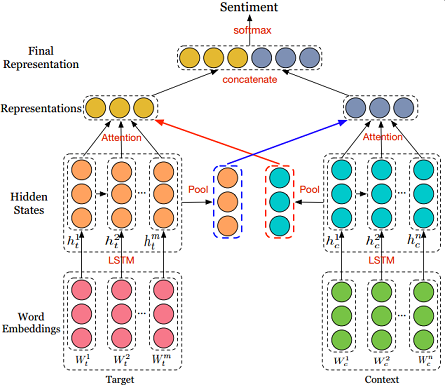 Sentiment
softmax
Final
Representation
concatenate
Representations
Attention
Attention
Hidden
States
Pool
Pool
h_t^1 h_t^2 h_t^m
h_c^1 h_c^2 h_c^n
LSTM
LSTM
Word
Embeddings
W_t^1 W_t^2 W_t^m
W_c^1 W_c^2 W_c^n
Target
Context